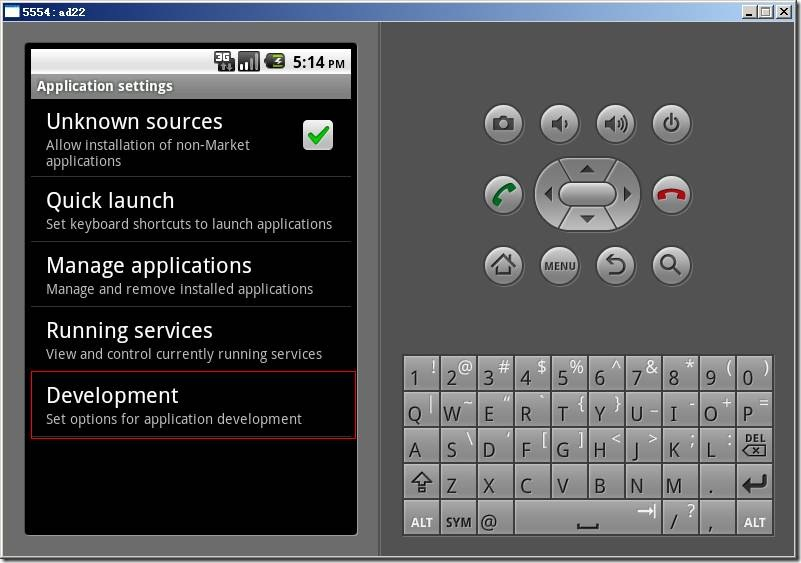 5554:ad22
3G 5:14 PM
Application settings
Unknown sources
Allow installation of non-Market
applications
Quick launch
Set keyboard shortcuts to launch applications
Manage applications
Manage and remove installed applications
Running services
View and control currently running services
Development
Set options for application development
MENU
1 ! 2 @ 3 # 4 $ 5 % 6 ^ 7 & 8 * 9 ( 0 )
Q | W ~ E “ R ` T { Y } U _ I - O + P =
A S \ D ‘ F [ G ] H < J > K ; L : DEL
Z X C V B N M .
ALT SYM @ / ? , ALT